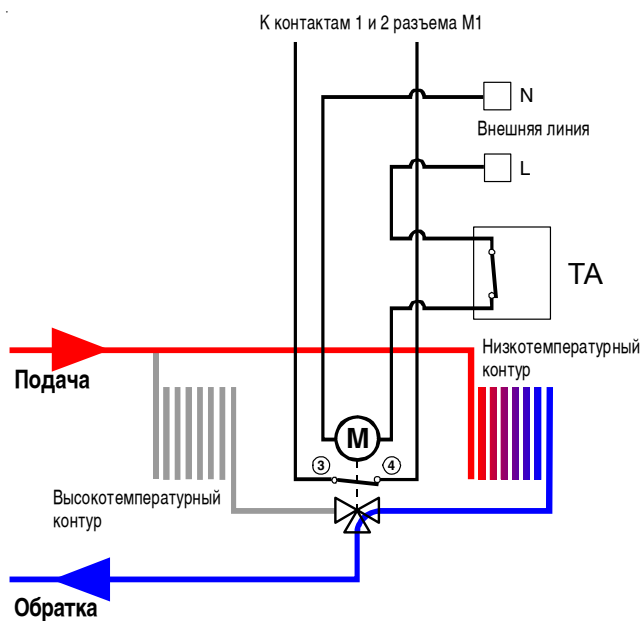 К контактам 1 и 2 разъема М1
N
Внешняя линия
L
TA
Низкотемпературный
контур
Подача
M
3
4
Высокотемпературный
контур
Обратка